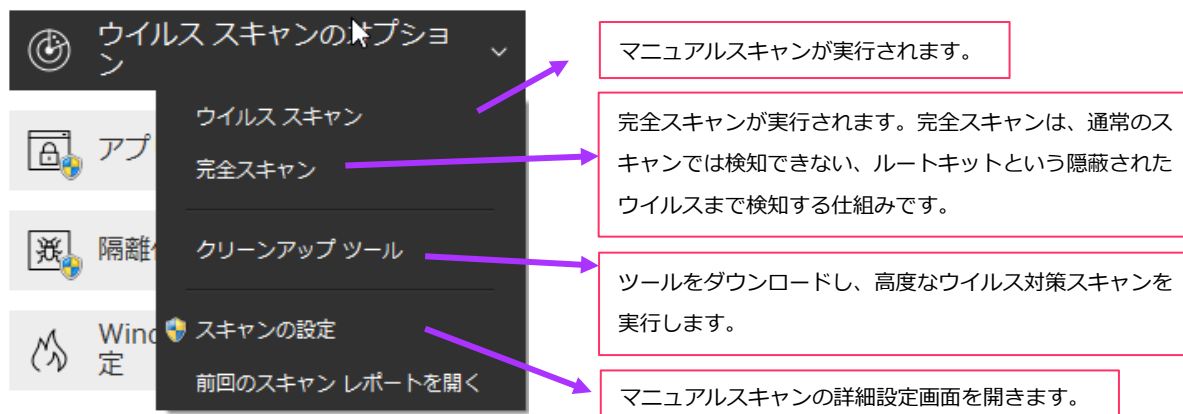 ウイルス スキャンのオプショ
ン
ウイルス スキャン
完全スキャン
クリーンアップ ツール
スキャンの設定
前回のスキャン レポートを開く
アプ
隔離
Wind
定
マニュアルスキャンが実行されます。
完全スキャンが実行されます。完全スキャンは、通常のス
キャンでは検知できない、ルートキットという隠蔽された
ウイルスまで検知する仕組みです。
ツールをダウンロードし、高度なウイルス対策スキャンを
実行します。
マニュアルスキャンの詳細設定画面を開きます。